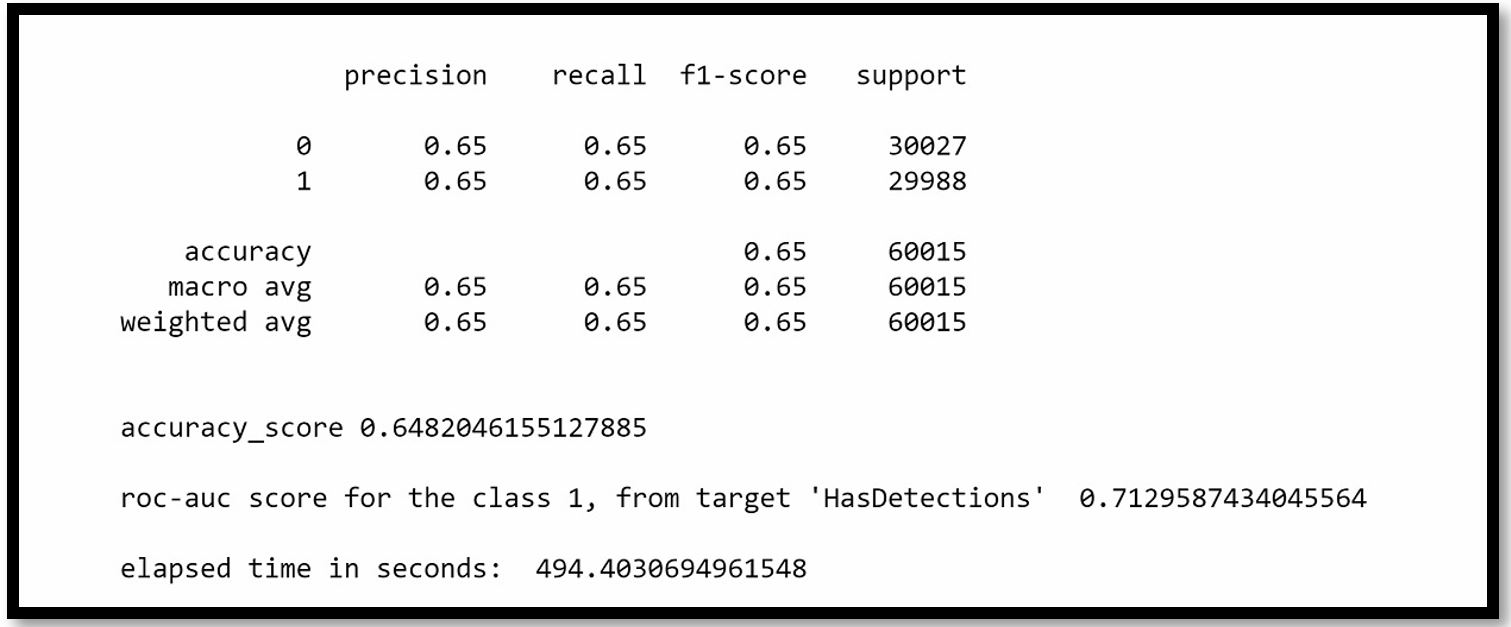 precision recall f1-score support
0 0.65 0.65 0.65 30027
1 0.65 0.65 0.65 29988
accuracy 0.65 60015
macro avg 0.65 0.65 0.65 60015
weighted avg 0.65 0.65 0.65 60015
accuracy_score 0.6482046155127885
roc-auc score for the class 1, from target 'HasDetections' 0.7129587434045564
elapsed time in seconds: 494.4030694961548